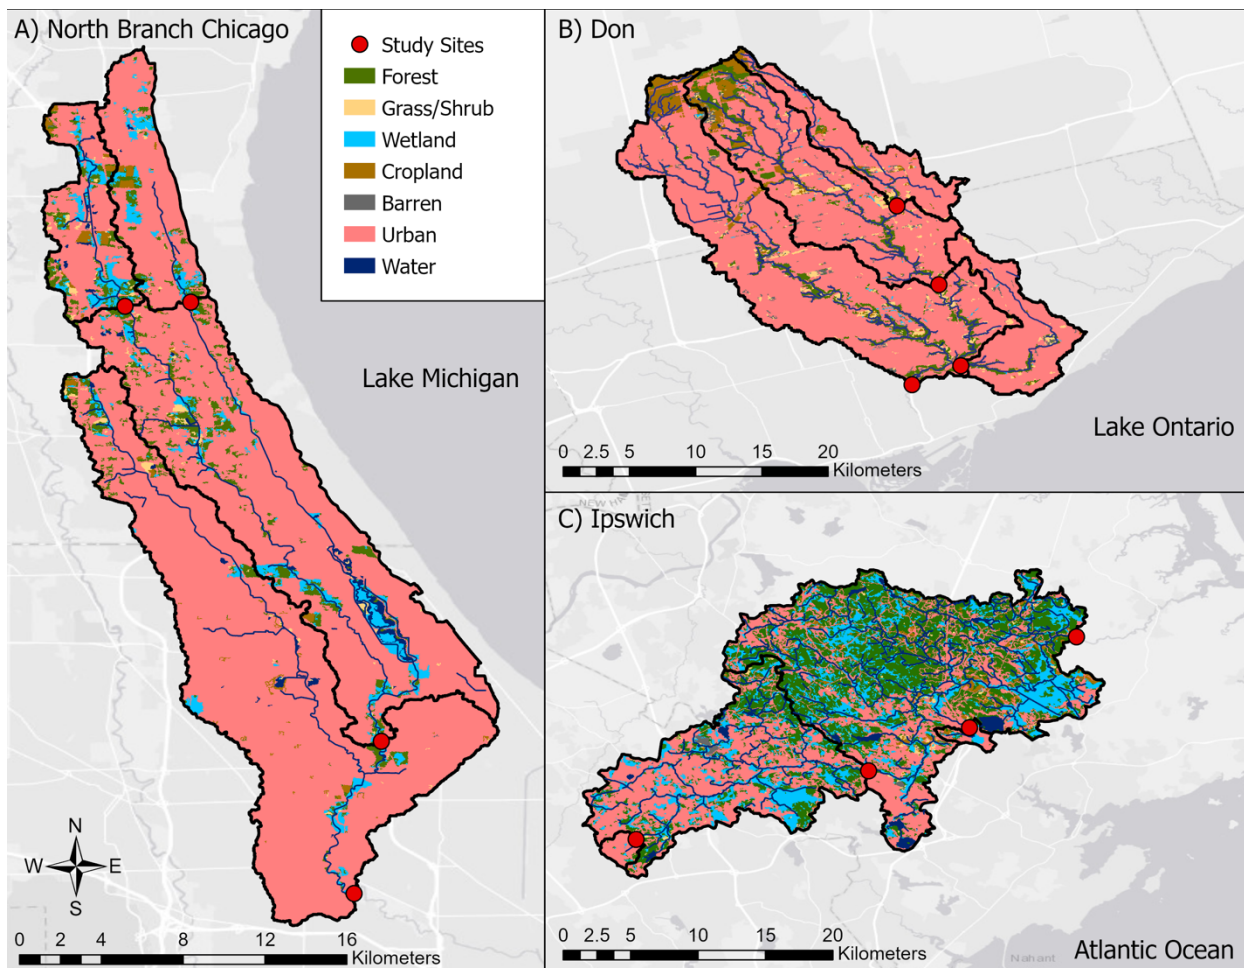 A) North Branch Chicago
Study Sites
Forest
Grass/Shrub
Wetland
Cropland
Barren
Urban
Water
Lake Michigan
N
W E
S
0 2 4 8 12 16
Kilometers
B) Don
Lake Ontario
0 2.5 5 10 15 20
Kilometers
C) Ipswich
NEW H
Nahant
Atlantic Ocean
0 2.5 5 10 15 20
Kilometers